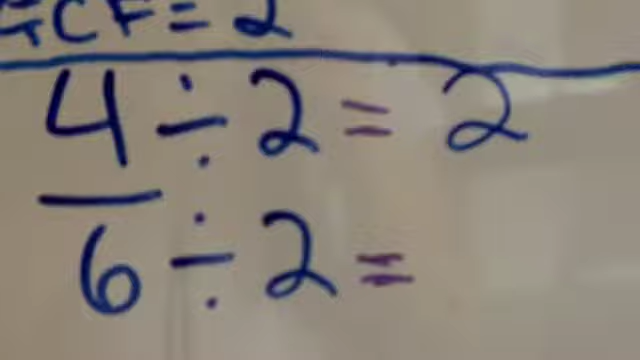 GCF = 2
4 ÷ 2 = 2
6 ÷ 2 =